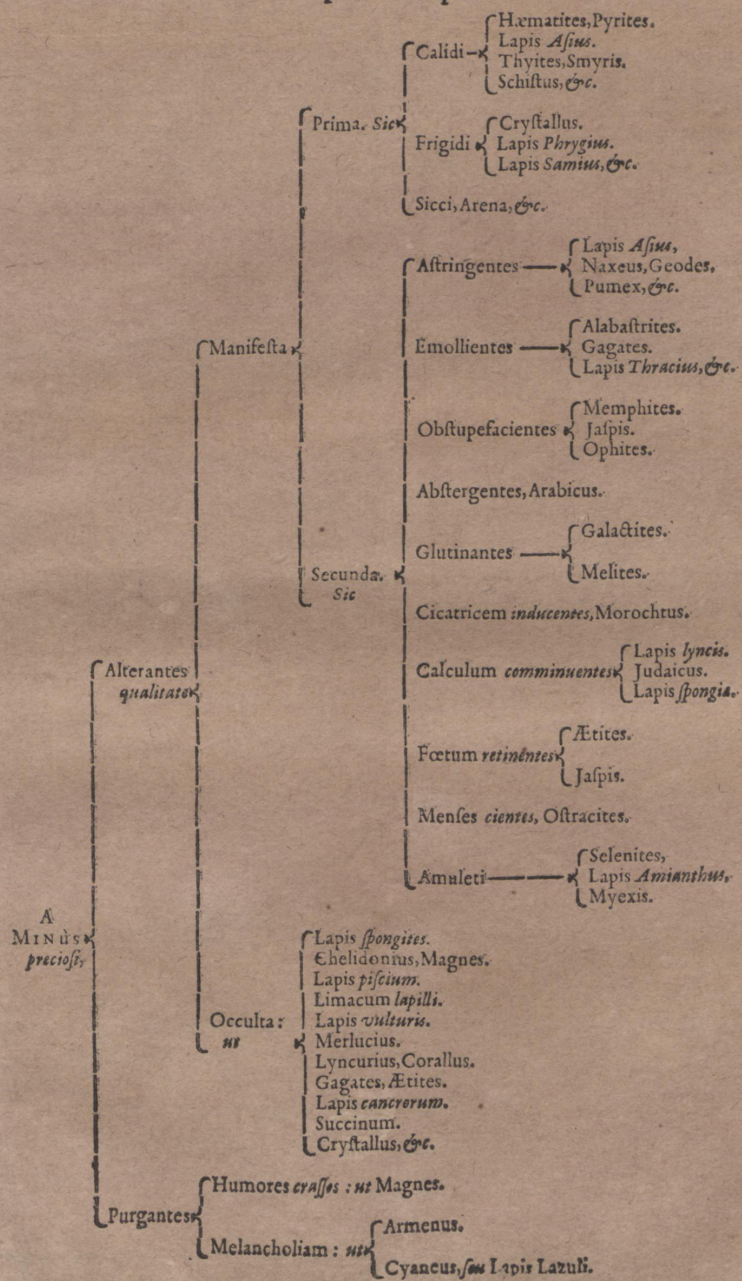 Hæmatites, Pyrites.
Calidi
Lapis Aſius.
Thyites, Smyris.
Schiſtus, &c.
Prima. Sic
Cryſtallus.
Frigidi
Lapis Phrygius.
Lapis Samius, &c.
Sicci, Arena, &c.
Manifeſta
Aſtringentes
Lapis Aſius,
Naxeus, Geodes,
Pumex, &c.
Emollientes
Alabaſtrites.
Gagates.
Lapis Thracius, &c.
Obſtupefacientes
Memphites.
Jaſpis.
Ophites.
Abſtergentes, Arabicus.
Secunda. Sic
Glutinantes
Galactites.
Melites.
Cicatricem inducentes, Morochtus.
Alterantes
qualitate
Calculum comminuentes
Lapis lyncis.
Judaicus.
Lapis ſpongiæ.
Fœtum retinentes
Ætites.
Jaſpis.
Menſes cientes, Oſtracites.
Amuleti
Selenites,
Lapis Amianthus,
Myexis.
A
MINùs
precioſi,
Occulta:
ut
Lapis ſpongites.
Chelidonius, Magnes.
Lapis piſcium.
Limacum lapilli.
Lapis vulturis.
Merlucius.
Lyncurius, Corallus.
Gagates, Ætites.
Lapis cancrorum.
Succinum.
Cryſtallus, &c.
Purgantes
Humores craſſos: ut Magnes.
Melancholiam: ut
Armenus.
Cyaneus, ſeu Lapis Lazuli.